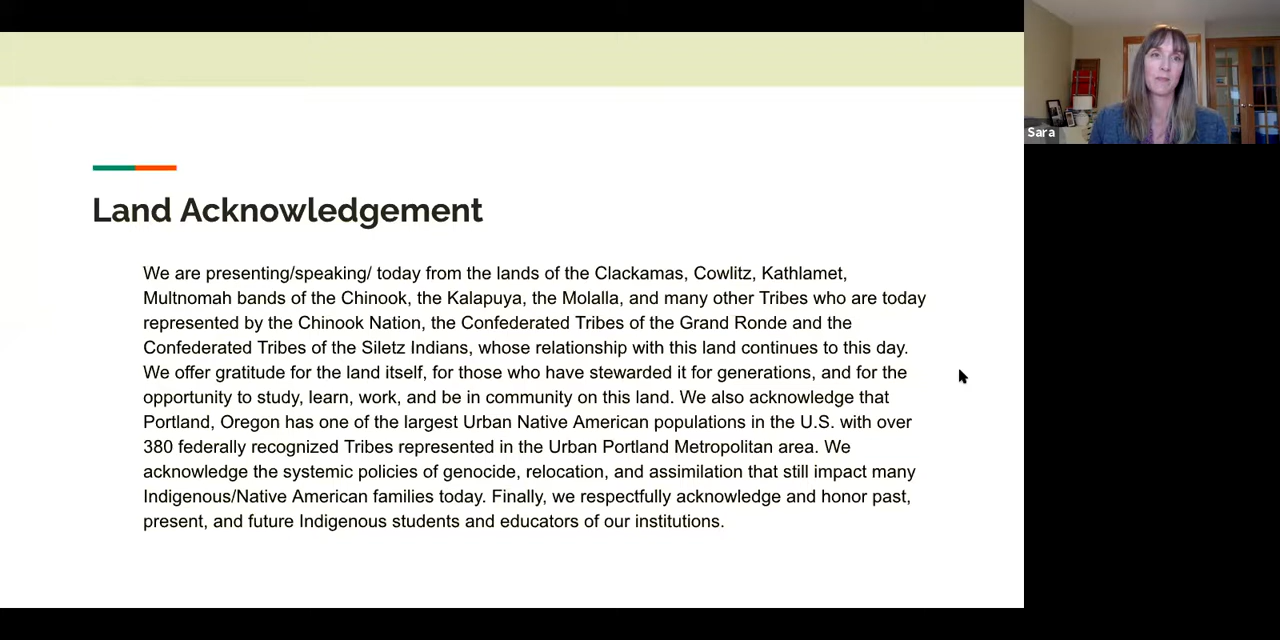 Land Acknowledgement
We are presenting/speaking/ today from the lands of the Clackamas, Cowlitz, Kathlamet,
Multnomah bands of the Chinook, the Kalapuya, the Molalla, and many other Tribes who are today
represented by the Chinook Nation, the Confederated Tribes of the Grand Ronde and the
Confederated Tribes of the Siletz Indians, whose relationship with this land continues to this day.
We offer gratitude for the land itself, for those who have stewarded it for generations, and for the
opportunity to study, learn, work, and be in community on this land. We also acknowledge that
Portland, Oregon has one of the largest Urban Native American populations in the U.S. with over
380 federally recognized Tribes represented in the Urban Portland Metropolitan area. We
acknowledge the systemic policies of genocide, relocation, and assimilation that still impact many
Indigenous/Native American families today. Finally, we respectfully acknowledge and honor past,
present, and future Indigenous students and educators of our institutions.
Sara